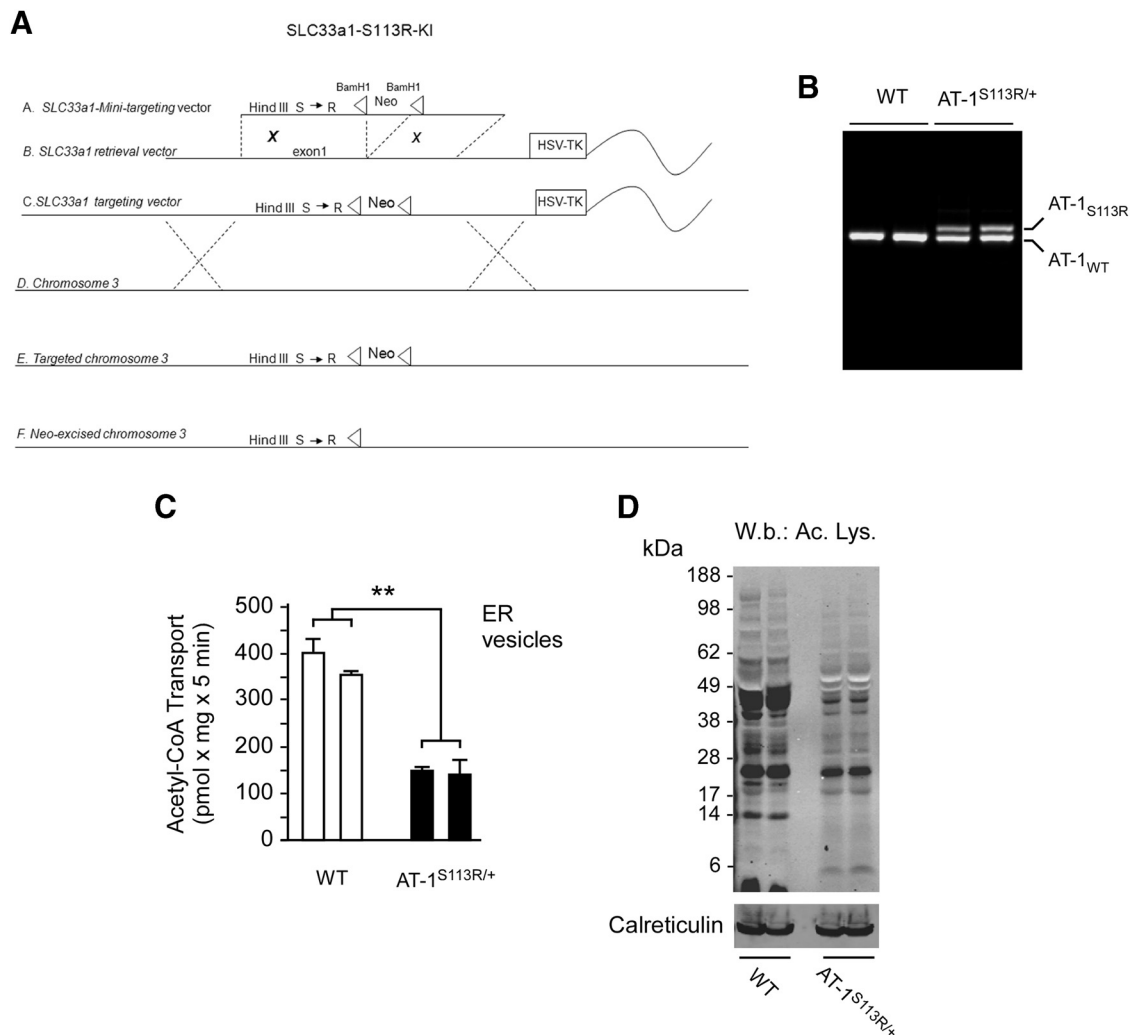 A
SLC33a1-S113R-KI
BamH1 BamH1
A. SLC33a1-Mini-targeting vector Hind III S → R Neo
X X
B. SLC33a1 retrieval vector exon1 HSV-TK
C.SLC33a1 targeting vector Hind III S → R Neo HSV-TK
D. Chromosome 3
E. Targeted chromosome 3 Hind III S → R Neo
F. Neo-excised chromosome 3 Hind III S → R
B
WT AT-1S113R/+
AT-1S113R
AT-1WT
C
Acetyl-CoA Transport
(pmol x mg x 5 min)
500
400
300
200
100
0
**
ER
vesicles
WT AT-1S113R/+
D
W.b.: Ac. Lys.
kDa
188
98
62
49
38
28
17
14
6
Calreticulin
WT AT-1S113R/+